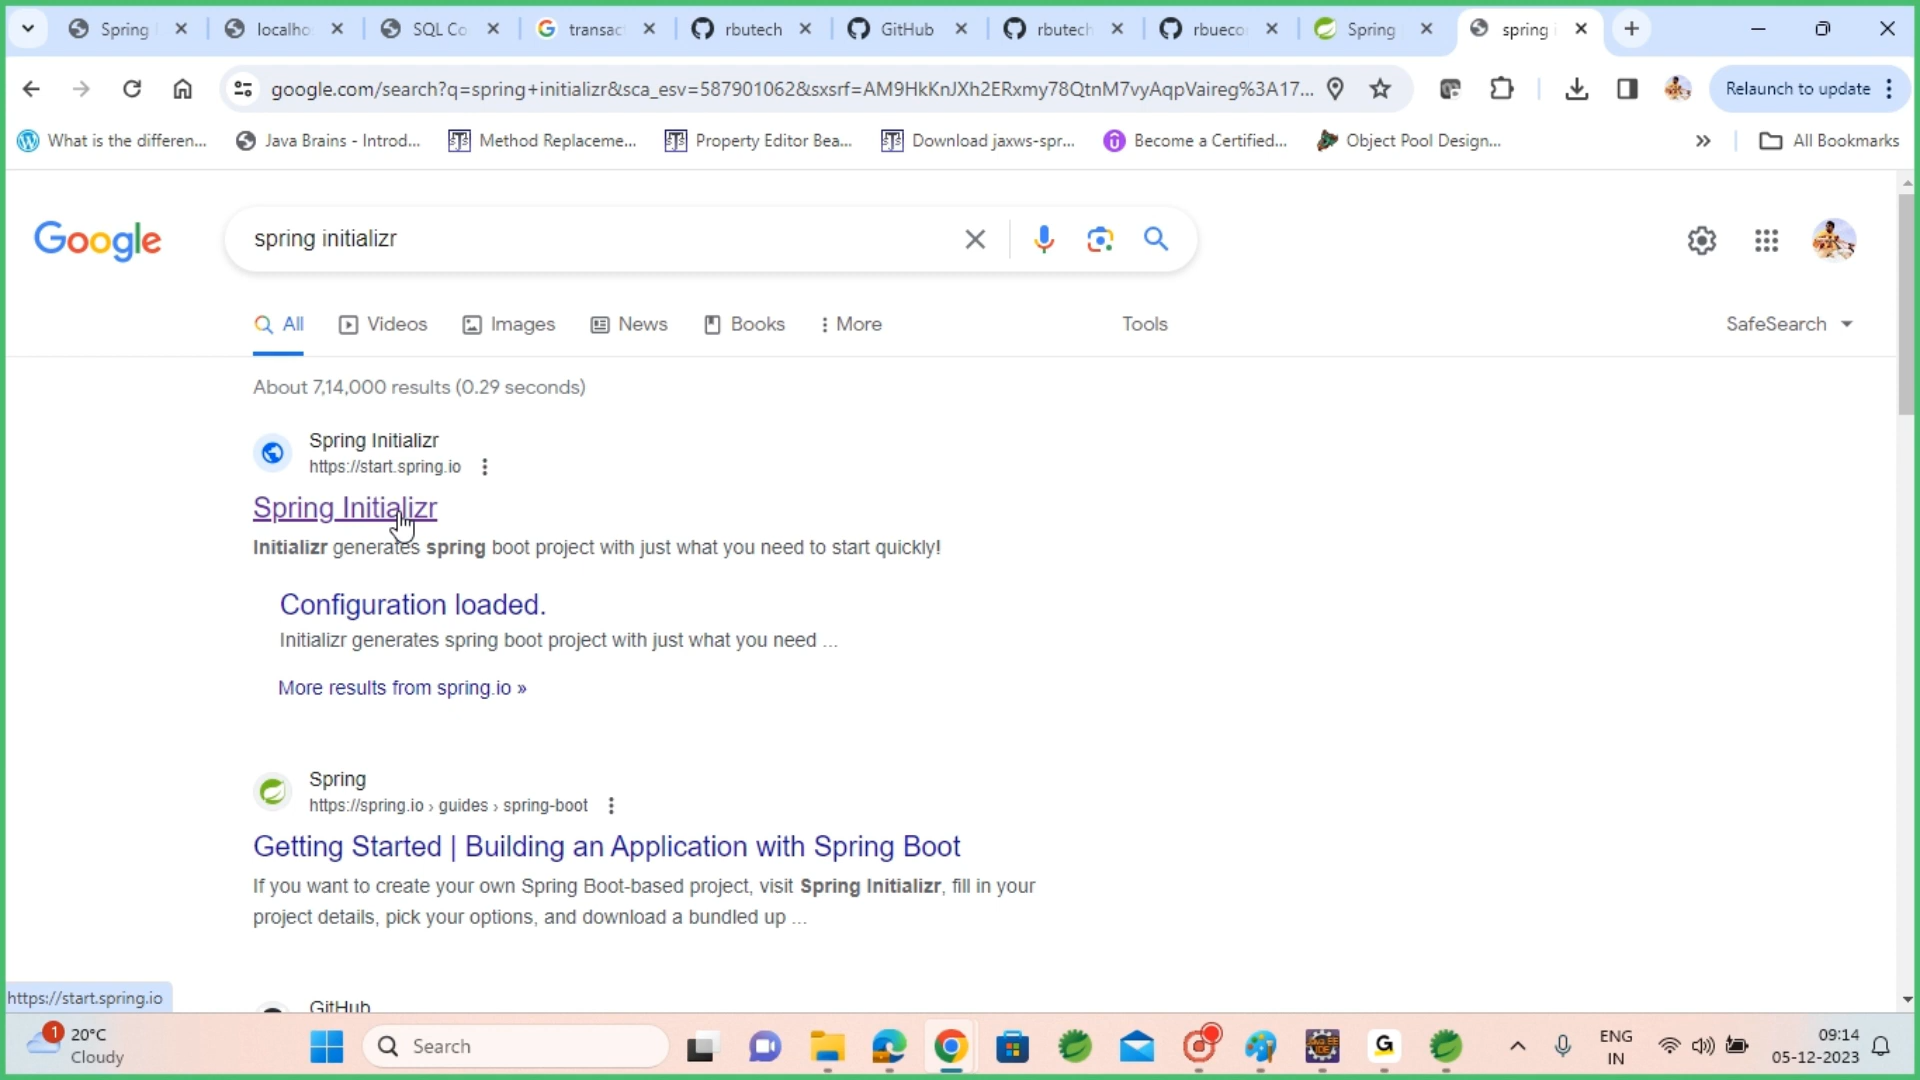 Spring
localho
SQL Co
transac
rbutech
GitHub
rbutech
rbueco
Spring
spring i
google.com/search?q=spring+initializr&sca_esv=587901062&sxsrf=AM9HkKnJXh2ERxmy78QtnM7vyAqpVaireg%3A17...
Relaunch to update
What is the differen...
Java Brains - Introd...
Method Replaceme...
Property Editor Bea...
Download jaxws-spr...
Become a Certified...
Object Pool Design...
»
All Bookmarks
Google
spring initializr
All
Videos
Images
News
Books
More
Tools
SafeSearch
About 7,14,000 results (0.29 seconds)
Spring Initializr
https://start.spring.io
Spring Initializr
Initializr generates spring boot project with just what you need to start quickly!
Configuration loaded.
Initializr generates spring boot project with just what you need ...
More results from spring.io »
Spring
https://spring.io › guides › spring-boot
Getting Started | Building an Application with Spring Boot
If you want to create your own Spring Boot-based project, visit Spring Initializr, fill in your
project details, pick your options, and download a bundled up ...
GitHub
https://start.spring.io
1
20°C
Cloudy
Search
ENG
IN
09:14
05-12-2023